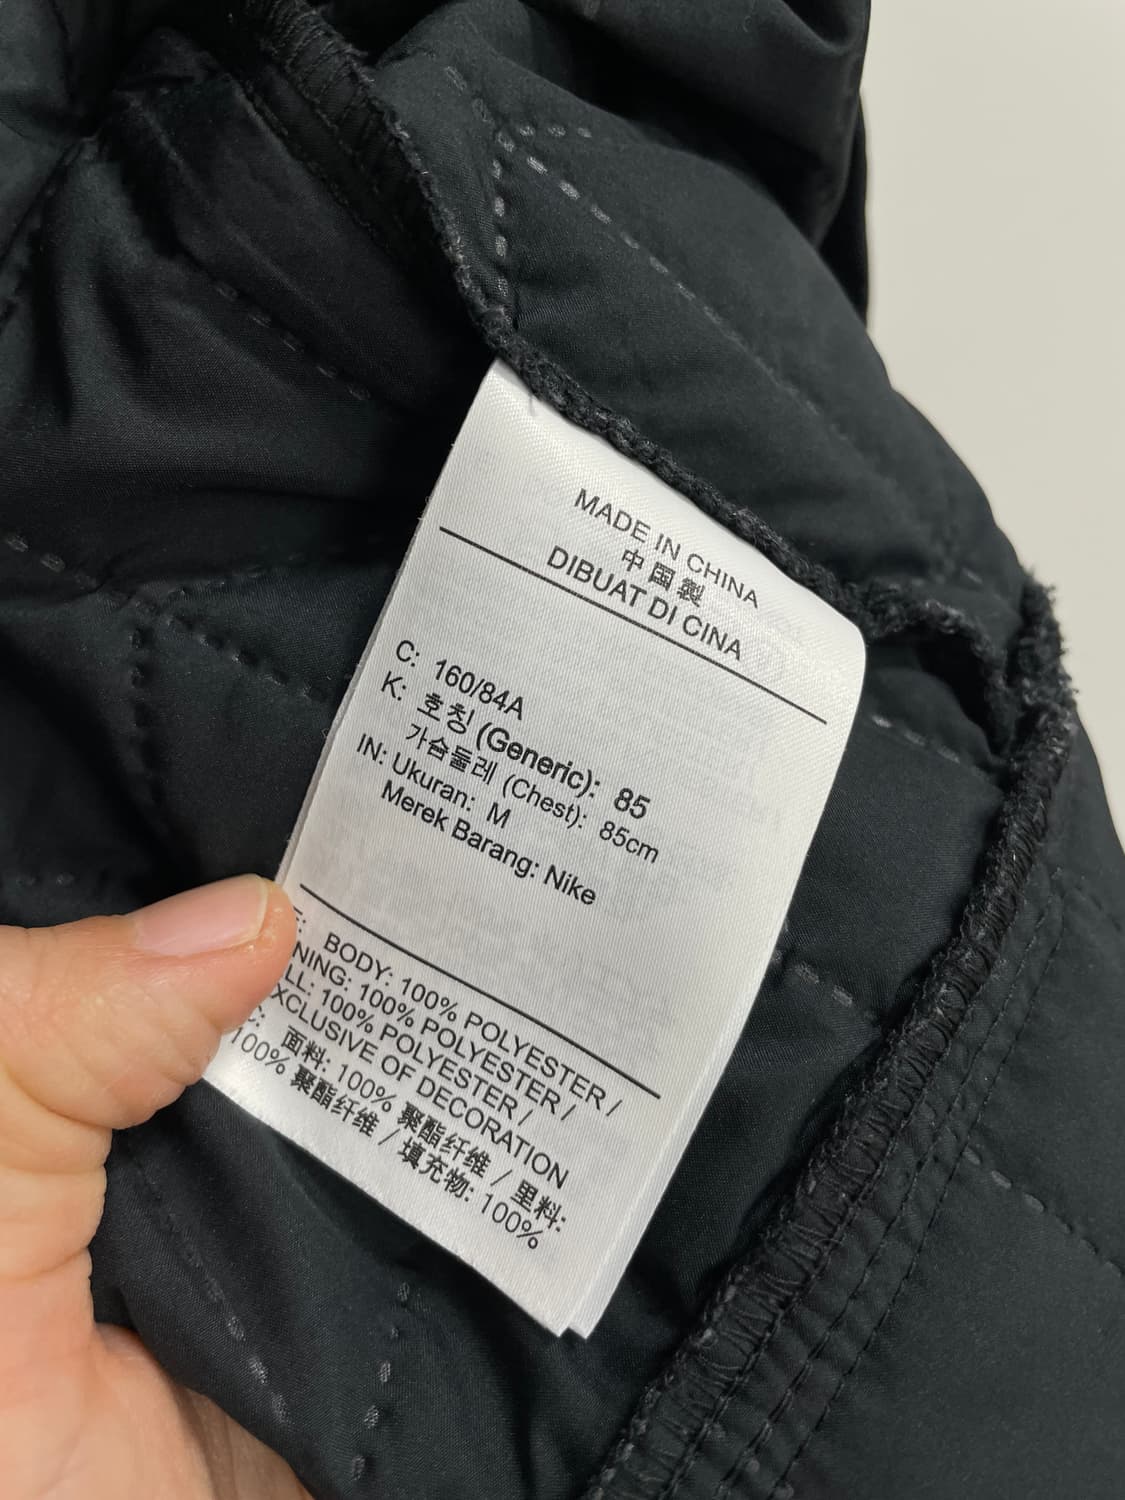 MADE IN CHINA
中国製
DIBUAT DI CINA
C: 160/84A
K: 호칭 (Generic): 85
가슴둘레 (Chest): 85cm
IN: Ukuran: M
Merek Barang: Nike
BODY: 100% POLYESTER /
NING: 100% POLYESTER /
LL: 100% POLYESTER /
XCLUSIVE OF DECORATION
C: 面料: 100% 聚酯纤维 / 里料:
100% 聚酯纤维 / 填充物: 100%